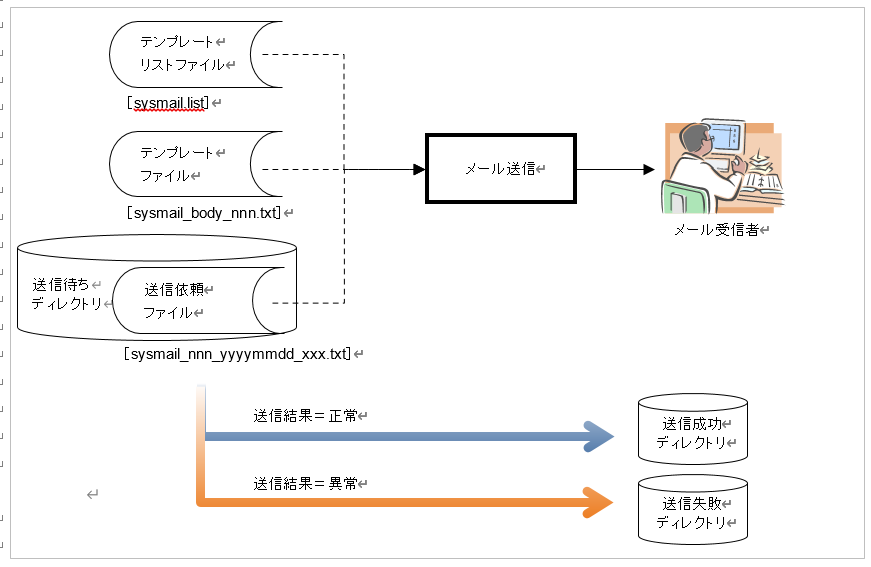 テンプレート
リストファイル
[sysmail.list]
テンプレート
ファイル
[sysmail_body_nnn.txt]
メール送信
メール受信者
送信待ち
ディレクトリ
送信依頼
ファイル
[sysmail_nnn_yyyymmdd_xxx.txt]
送信結果=正常
送信成功
ディレクトリ
送信結果=異常
送信失敗
ディレクトリ